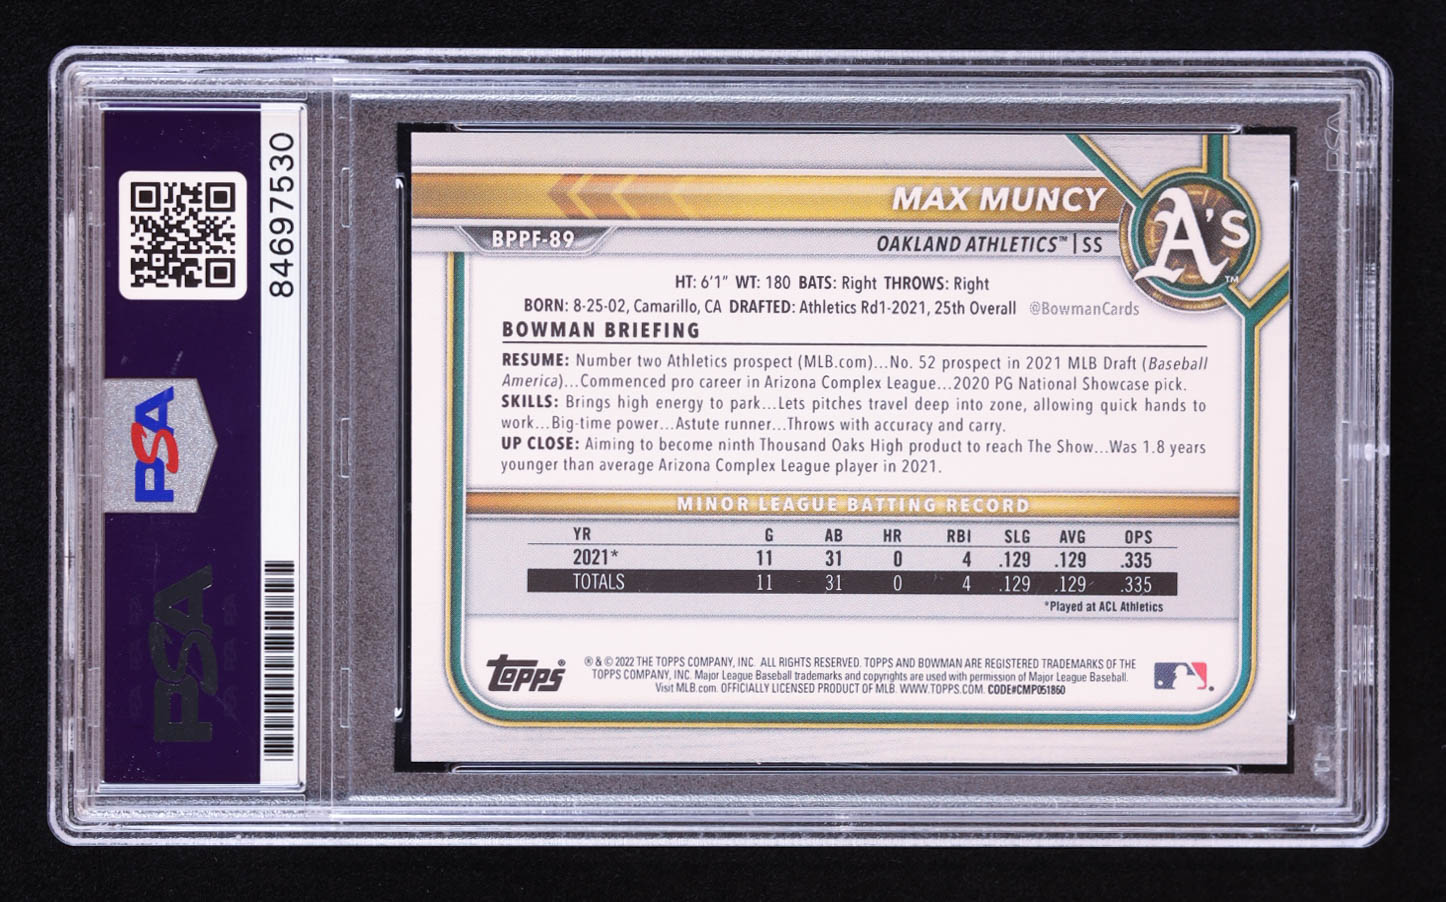 84697530
PSA
PSA
MAX MUNCY
A's™
BPPF-89
OAKLAND ATHLETICS™ | SS
HT: 6'1" WT: 180 BATS: Right THROWS: Right
BORN: 8-25-02, Camarillo, CA DRAFTED: Athletics Rd1-2021, 25th Overall @BowmanCards
BOWMAN BRIEFING
RESUME: Number two Athletics prospect (MLB.com)...No. 52 prospect in 2021 MLB Draft (Baseball
America)...Commenced pro career in Arizona Complex League...2020 PG National Showcase pick.
SKILLS: Brings high energy to park...Lets pitches travel deep into zone, allowing quick hands to
work...Big-time power...Astute runner...Throws with accuracy and carry.
UP CLOSE: Aiming to become ninth Thousand Oaks High product to reach The Show...Was 1.8 years
younger than average Arizona Complex League player in 2021.
MINOR LEAGUE BATTING RECORD
YR G AB HR RBI SLG AVG OPS
2021* 11 31 0 4 .129 .129 .335
TOTALS 11 31 0 4 .129 .129 .335
*Played at ACL Athletics
topps®
® & © 2022 THE TOPPS COMPANY, INC. ALL RIGHTS RESERVED. TOPPS AND BOWMAN ARE REGISTERED TRADEMARKS OF THE
TOPPS COMPANY, INC. Major League Baseball trademarks and copyrights are used with permission of Major League Baseball.
Visit MLB.com. OFFICIALLY LICENSED PRODUCT OF MLB. WWW.TOPPS.COM. CODE#CMP051860